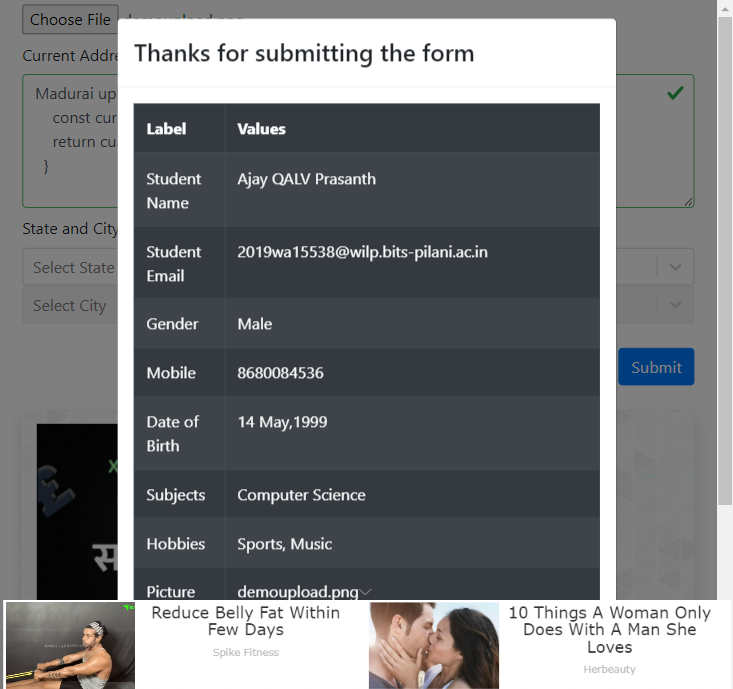 Choose File
Thanks for submitting the form
Current Addre
Madurai up
const cur
return cu
}
Label Values
Student Name Ajay QALV Prasanth
Student Email 2019wa15538@wilp.bits-pilani.ac.in
Gender Male
Mobile 8680084536
Date of Birth 14 May,1999
Subjects Computer Science
Hobbies Sports, Music
Picture demoupload.png
State and City
Select State
Select City
Submit
Reduce Belly Fat Within
Few Days
Spike Fitness
10 Things A Woman Only
Does With A Man She
Loves
Herbeauty